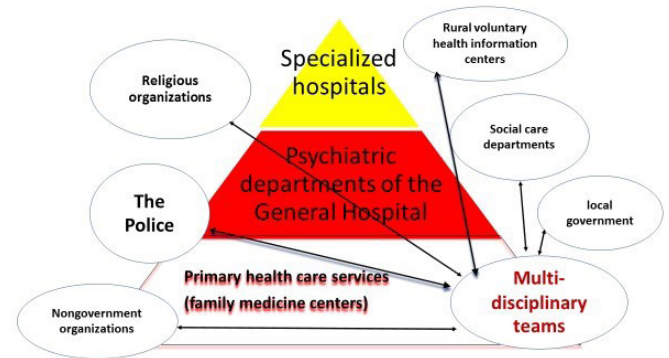 Rural voluntary
health information
centers
Specialized
hospitals
Religious
organizations
Social care
departments
Psychiatric
departments of the
General Hospital
The
Police
local
government
Primary health care services
(family medicine centers)
Multi-
disciplinary
teams
Nongovernment
organizations